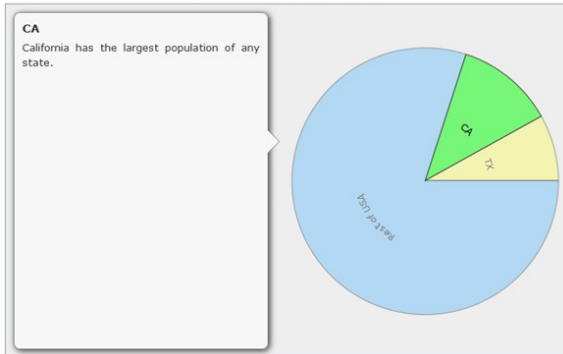 CA
California has the largest population of any
state.
CA
TX
Rest of USA